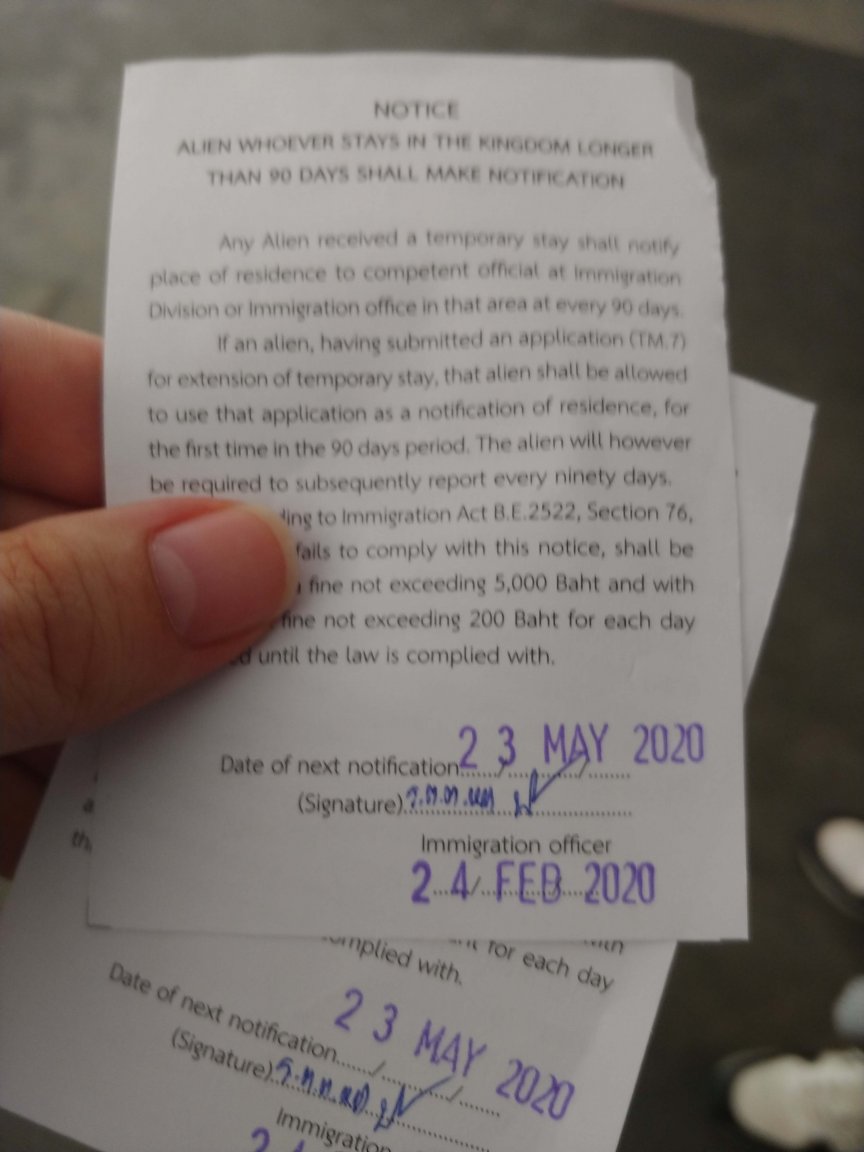 NOTICE
ALIEN WHOEVER STAYS IN THE KINGDOM LONGER
THAN 90 DAYS SHALL MAKE NOTIFICATION
Any Alien received a temporary stay shall notify
place of residence to competent official at Immigration
Division or Immigration office in that area at every 90 days.
If an alien, having submitted an application (TM.7)
for extension of temporary stay, that alien shall be allowed
to use that application as a notification of residence, for
the first time in the 90 days period. The alien will however
be required to subsequently report every ninety days.
to Immigration Act B.E.2522, Section 76,
fails to comply with this notice, shall be
fine not exceeding 5,000 Baht and with
fine not exceeding 200 Baht for each day
until the law is complied with.
Date of next notification 23 MAY 2020
(Signature)
Immigration officer
24 FEB 2020
with
for each day
complied with.
Date of next notification 23 MAY 2020
(Signature)